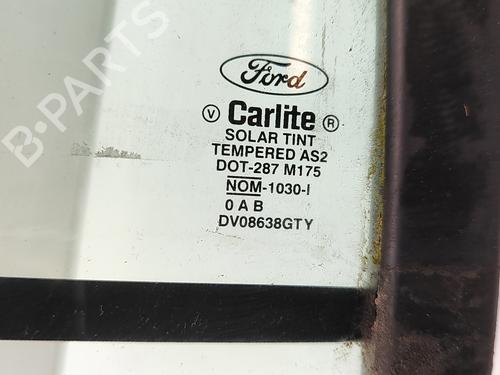 Ford
V Carlite R
SOLAR TINT
TEMPERED AS2
DOT-287 M175
NOM-1030-I
0 A B
DV08638GTY
B-PARTS